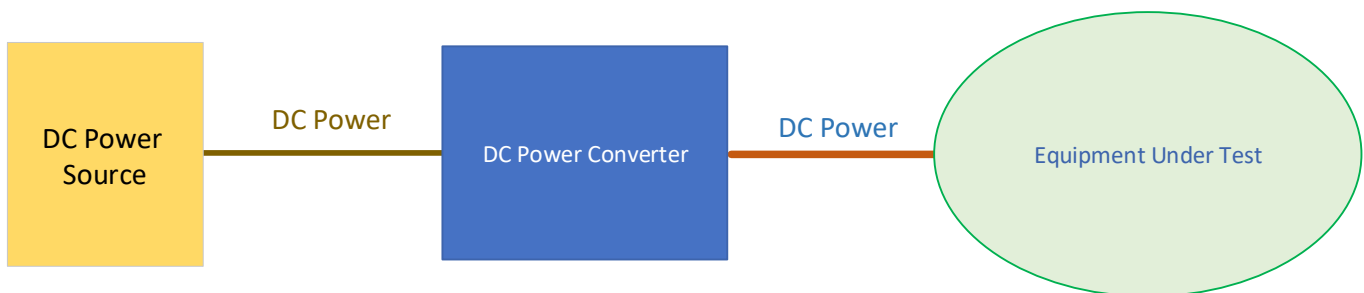 DC Power
Source
DC Power
DC Power Converter
DC Power
Equipment Under Test